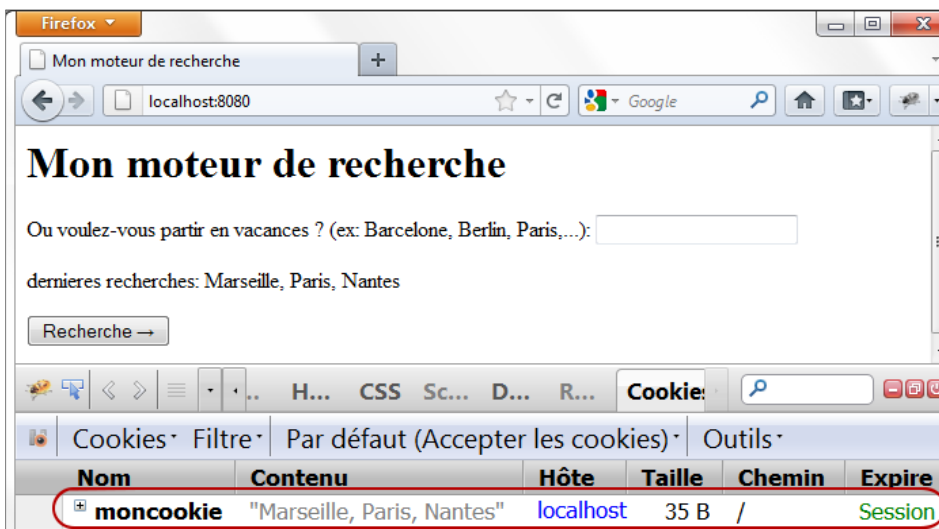 Firefox
Mon moteur de recherche
localhost:8080 Google
Mon moteur de recherche
Ou voulez-vous partir en vacances ? (ex: Barcelone, Berlin, Paris,...):
dernieres recherches: Marseille, Paris, Nantes
Recherche →
.. H... CSS Sc... D... R... Cookie
Cookies Filtre Par défaut (Accepter les cookies) Outils
Nom Contenu Hôte Taille Chemin Expire
moncookie "Marseille, Paris, Nantes" localhost 35 B / Session